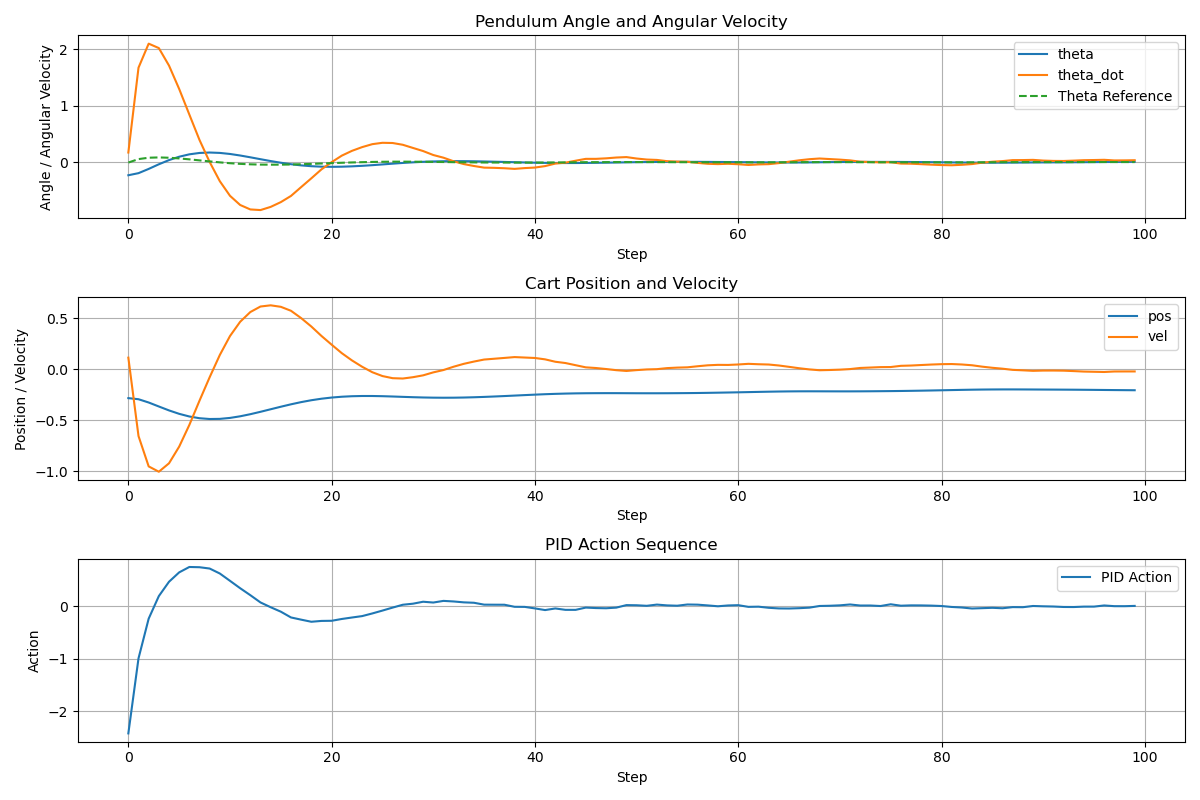 Pendulum Angle and Angular Velocity
Angle / Angular Velocity
2
1
0
theta
theta_dot
Theta Reference
0
20
40
60
80
100
Step
Cart Position and Velocity
Position / Velocity
0.5
0.0
−0.5
−1.0
pos
vel
0
20
40
60
80
100
Step
PID Action Sequence
Action
0
−1
−2
PID Action
0
20
40
60
80
100
Step